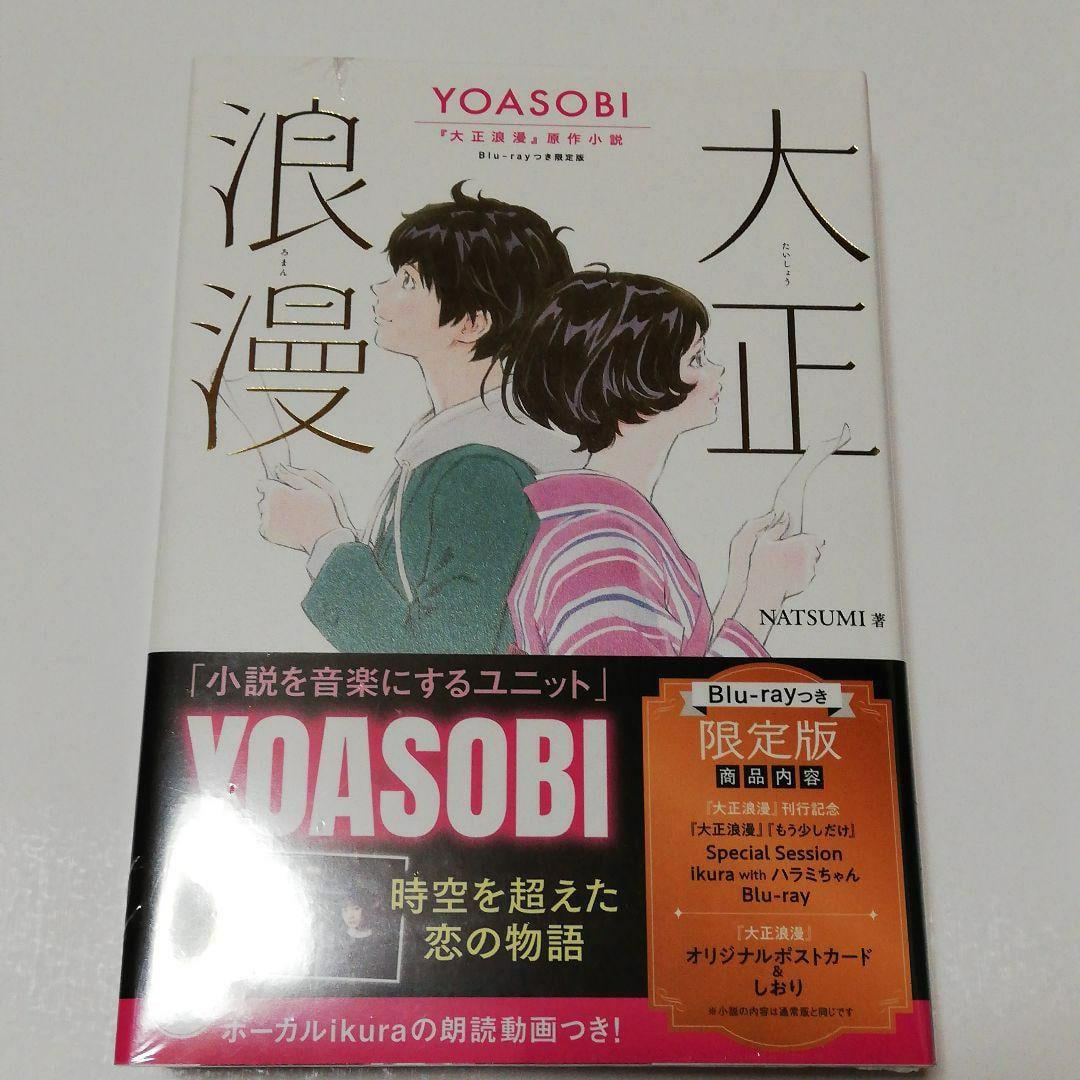 YOASOBI
『大正浪漫』原作小説
Blu-rayつき限定版
大正
たいしょう
浪漫
ろまん
NATSUMI 著
「小説を音楽にするユニット」
YOASOBI
時空を超えた
恋の物語
ボーカルikuraの朗読動画つき!
Blu-rayつき
限定版
商品内容
『大正浪漫』刊行記念
『大正浪漫』『もう少しだけ』
Special Session
ikura with ハラミちゃん
Blu-ray
『大正浪漫』
オリジナルポストカード
&
しおり
※小説の内容は通常版と同じです